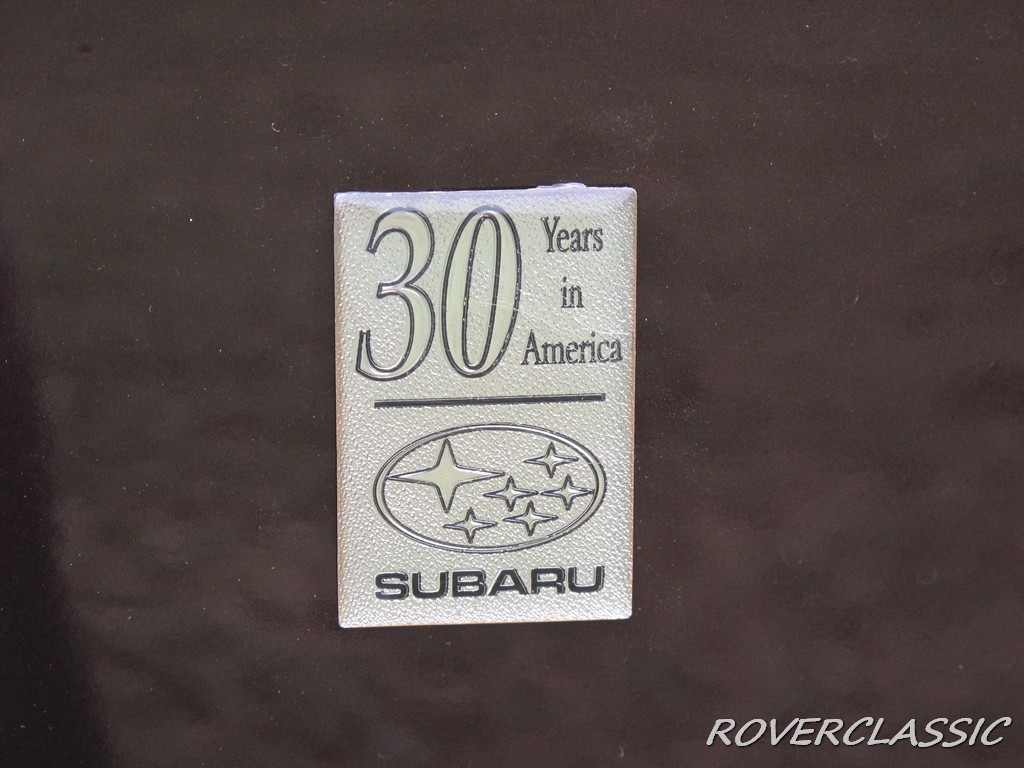 30 Years
in
America
SUBARU
ROVERCLASSIC